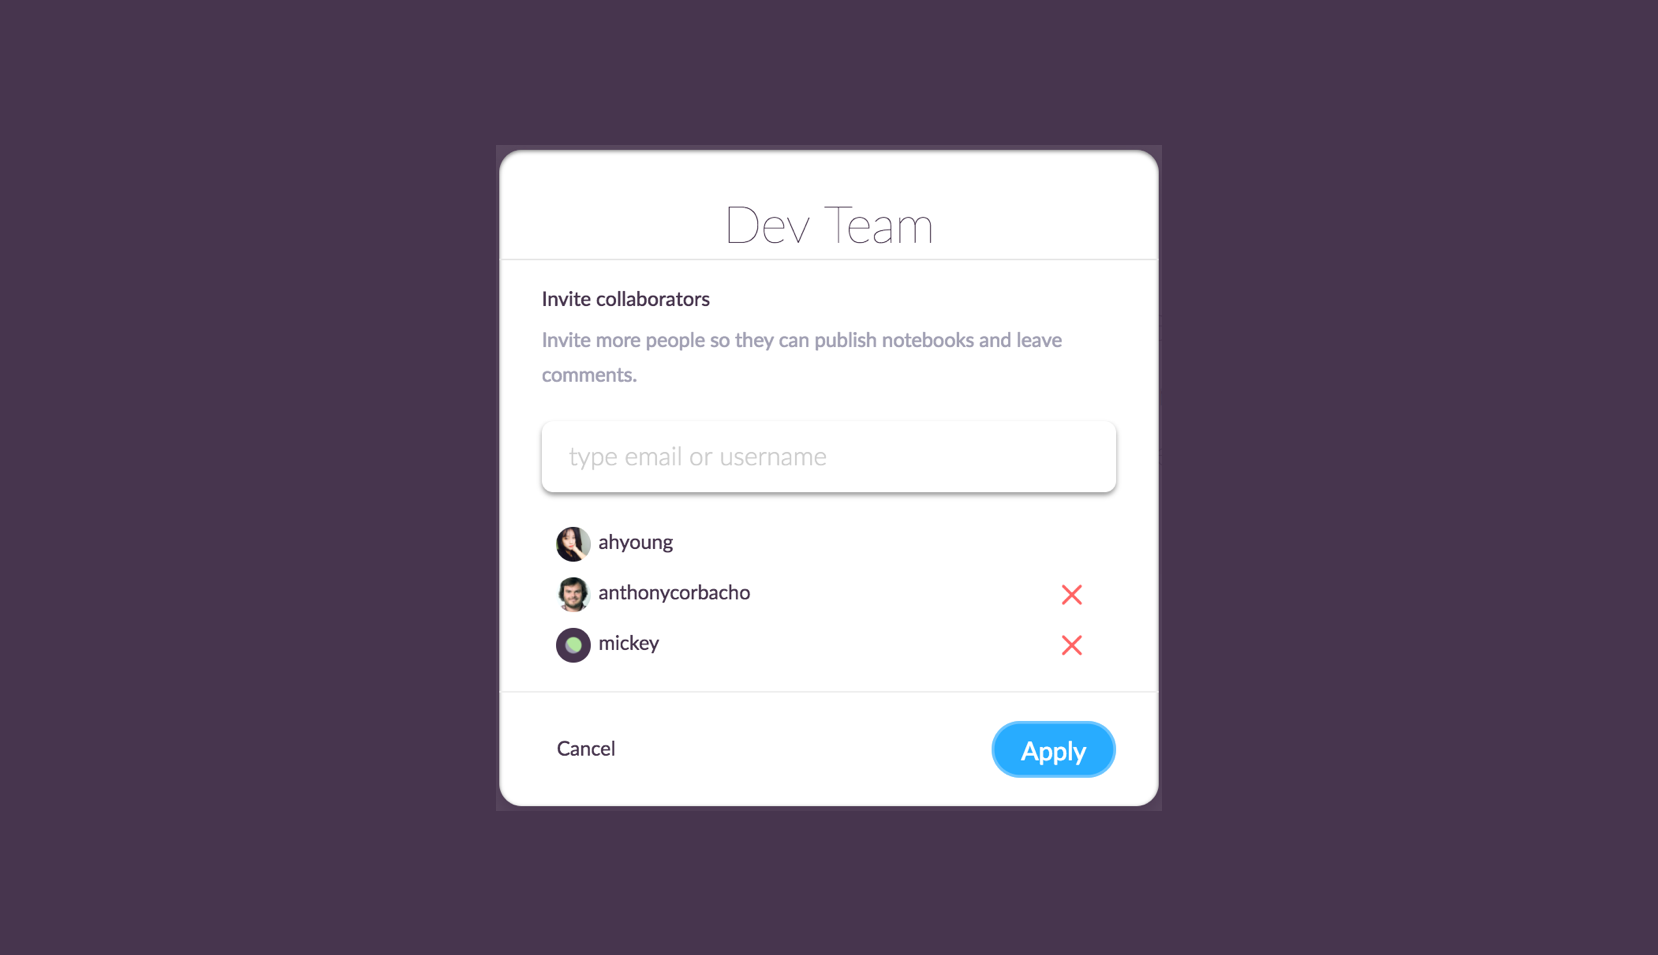 Dev Team
Invite collaborators
Invite more people so they can publish notebooks and leave
comments.
type email or username
ahyoung
anthonycorbacho
mickey
Cancel
Apply